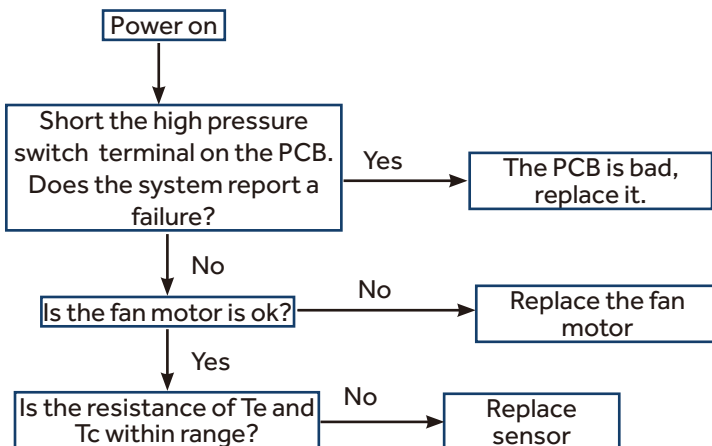 Power on
Short the high pressure
switch terminal on the PCB.
Does the system report a
failure?
Yes
The PCB is bad,
replace it.
No
Is the fan motor is ok?
No
Replace the fan
motor
Yes
Is the resistance of Te and
Tc within range?
No
Replace
sensor